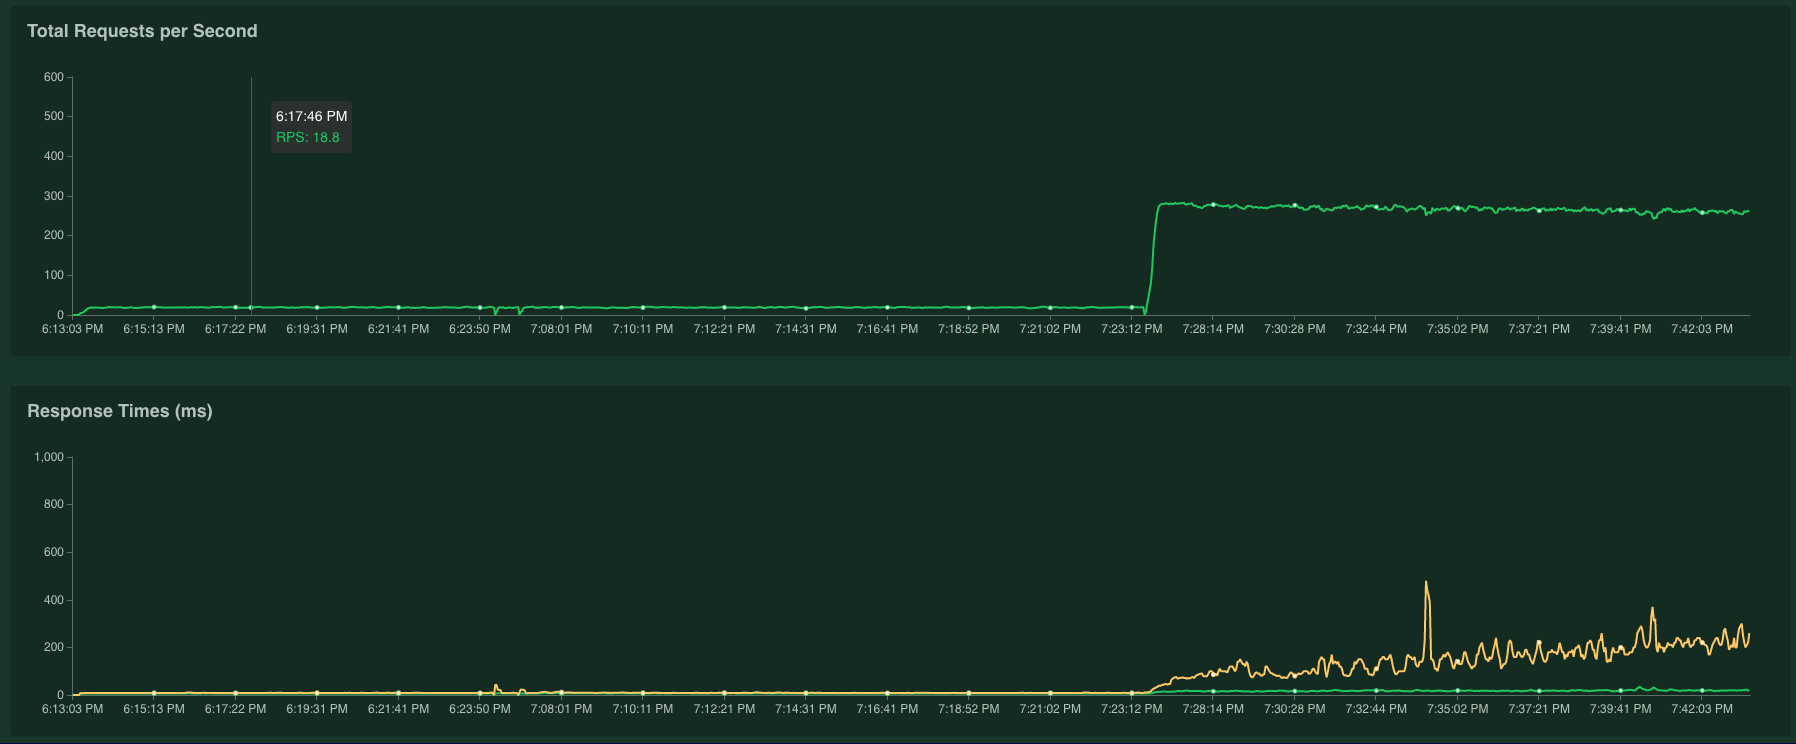 Total Requests per Second
600
500
400
300
200
100
0
6:17:46 PM
RPS: 18.8
6:13:03 PM 6:15:13 PM 6:17:22 PM 6:19:31 PM 6:21:41 PM 6:23:50 PM 7:08:01 PM 7:10:11 PM 7:12:21 PM 7:14:31 PM 7:16:41 PM 7:18:52 PM 7:21:02 PM 7:23:12 PM 7:28:14 PM 7:30:28 PM 7:32:44 PM 7:35:02 PM 7:37:21 PM 7:39:41 PM 7:42:03 PM
Response Times (ms)
1,000
800
600
400
200
0
6:13:03 PM 6:15:13 PM 6:17:22 PM 6:19:31 PM 6:21:41 PM 6:23:50 PM 7:08:01 PM 7:10:11 PM 7:12:21 PM 7:14:31 PM 7:16:41 PM 7:18:52 PM 7:21:02 PM 7:23:12 PM 7:28:14 PM 7:30:28 PM 7:32:44 PM 7:35:02 PM 7:37:21 PM 7:39:41 PM 7:42:03 PM